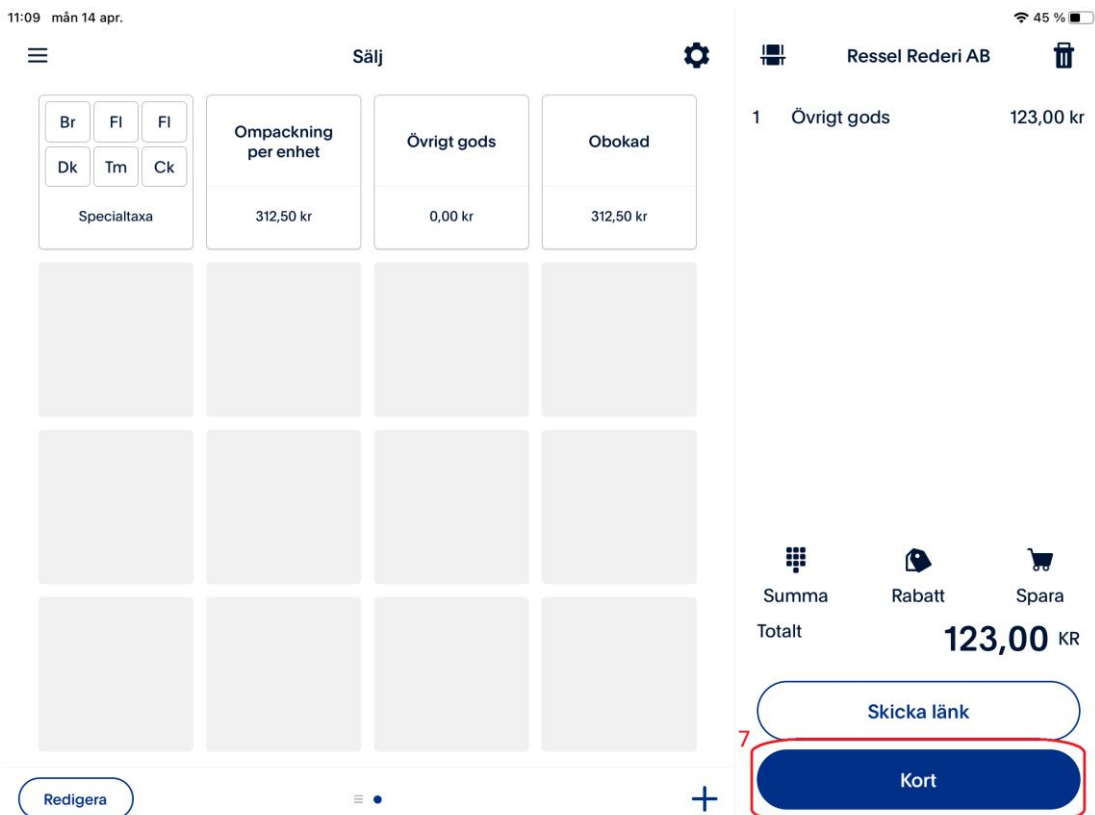 11:09 mån 14 apr.
45 %
Sälj
Ressel Rederi AB
Br Fl Fl
Dk Tm Ck
Specialtaxa
Ompackning
per enhet
312,50 kr
Övrigt gods
0,00 kr
Obokad
312,50 kr
1 Övrigt gods 123,00 kr
Summa Rabatt Spara
Totalt 123,00 KR
Skicka länk
7
Kort
Redigera